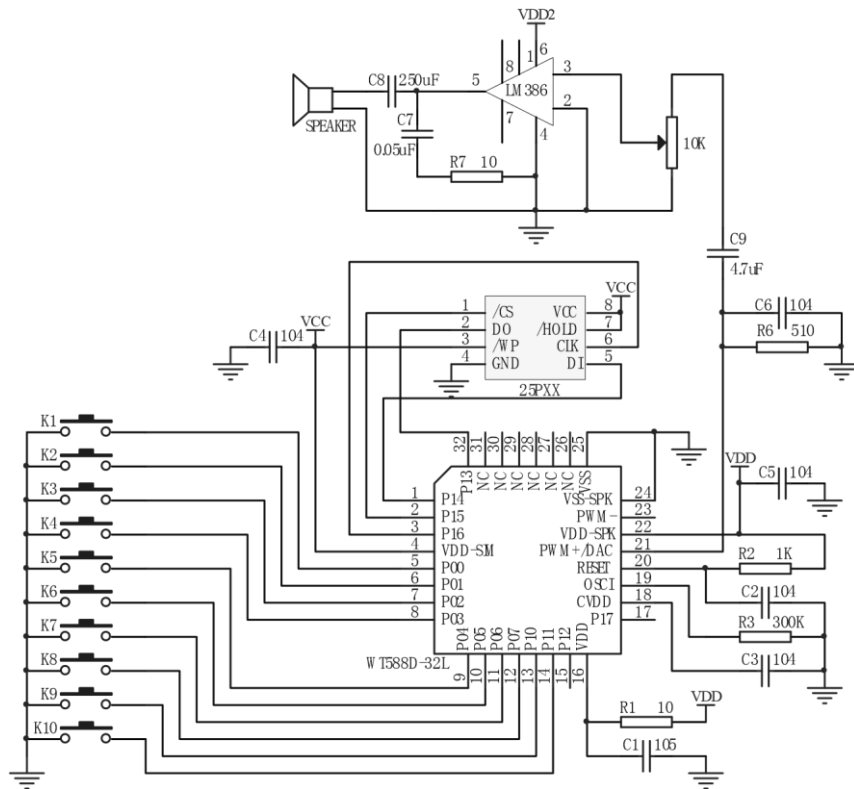 VDD2
6
1
8
3
C8 250uF
5
LM386
2
SPEAKER
C7
7
4
0.05uF
10K
R7 10
C9
4.7uF
VCC
VCC
1 /CS VCC 8
2 DO /HOLD 7
C4 104
3 /WP CLK 6
4 GND DI 5
25PXX
C6 104
R6 510
K1
K2
K3
K4
K5
K6
K7
K8
K9
K10
32 31 30 29 28 27 26 25
P13 NC NC NC NC NC NC VSS
VDD
C5 104
1 P14 VSS-SPK 24
2 P15 PWM- 23
3 P16 VDD-SPK 22
4 VDD-SIM PWM+/DAC 21
5 P00 RESET 20
6 P01 OSCI 19
7 P02 CVDD 18
8 P03 P17 17
R2 1K
C2 104
R3 300K
C3 104
P04 P05 P06 P07 P10 P11 P12 VDD
WT588D-32L
9 10 11 12 13 14 15 16
VDD
R1 10
C1 105